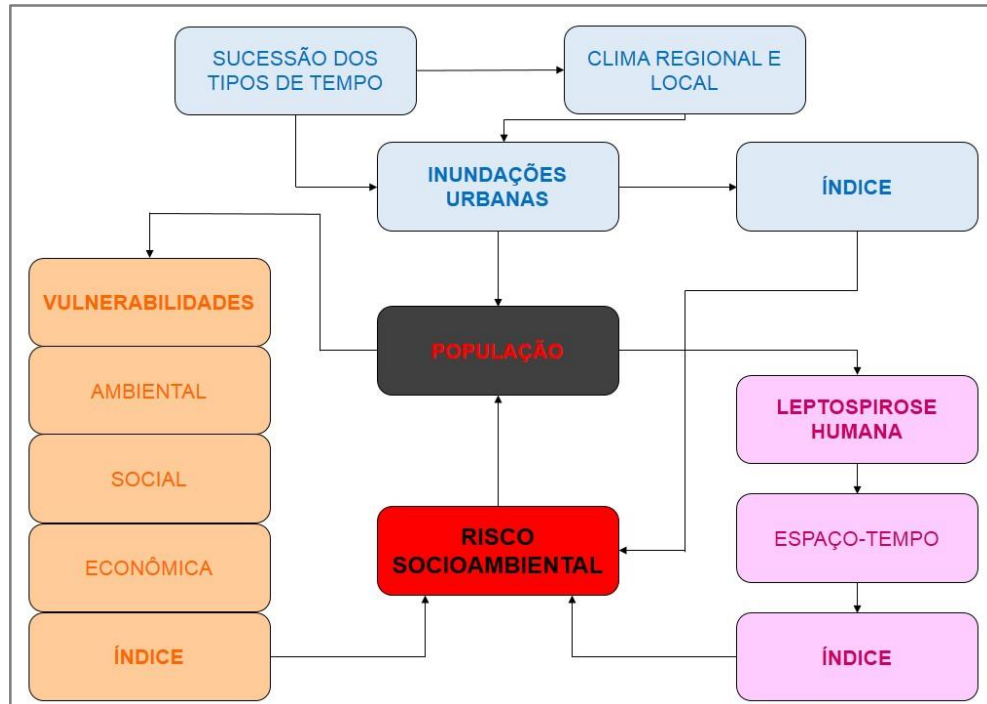 SUCESSÃO DOS
TIPOS DE TEMPO
CLIMA REGIONAL E
LOCAL
INUNDAÇÕES
URBANAS
ÍNDICE
VULNERABILIDADES
AMBIENTAL
SOCIAL
ECONÔMICA
ÍNDICE
POPULAÇÃO
RISCO
SOCIOAMBIENTAL
LEPTOSPIROSE
HUMANA
ESPAÇO-TEMPO
ÍNDICE